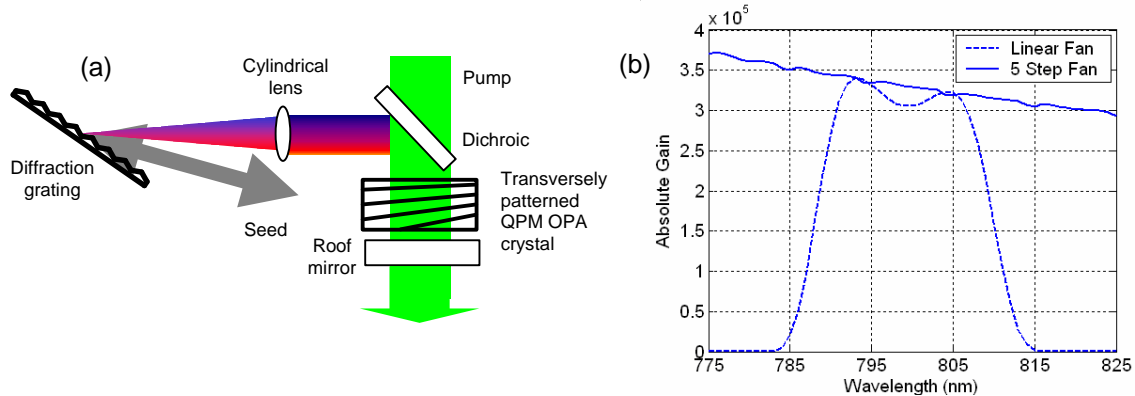 (a)
Cylindrical
lens
Pump
Dichroic
Diffraction
grating
Seed
Transversely
patterned
QPM OPA
crystal
Roof
mirror
(b)
x 10^5
Linear Fan
5 Step Fan
Absolute Gain
4
3.5
3
2.5
2
1.5
1
0.5
0
775 785 795 805 815 825
Wavelength (nm)